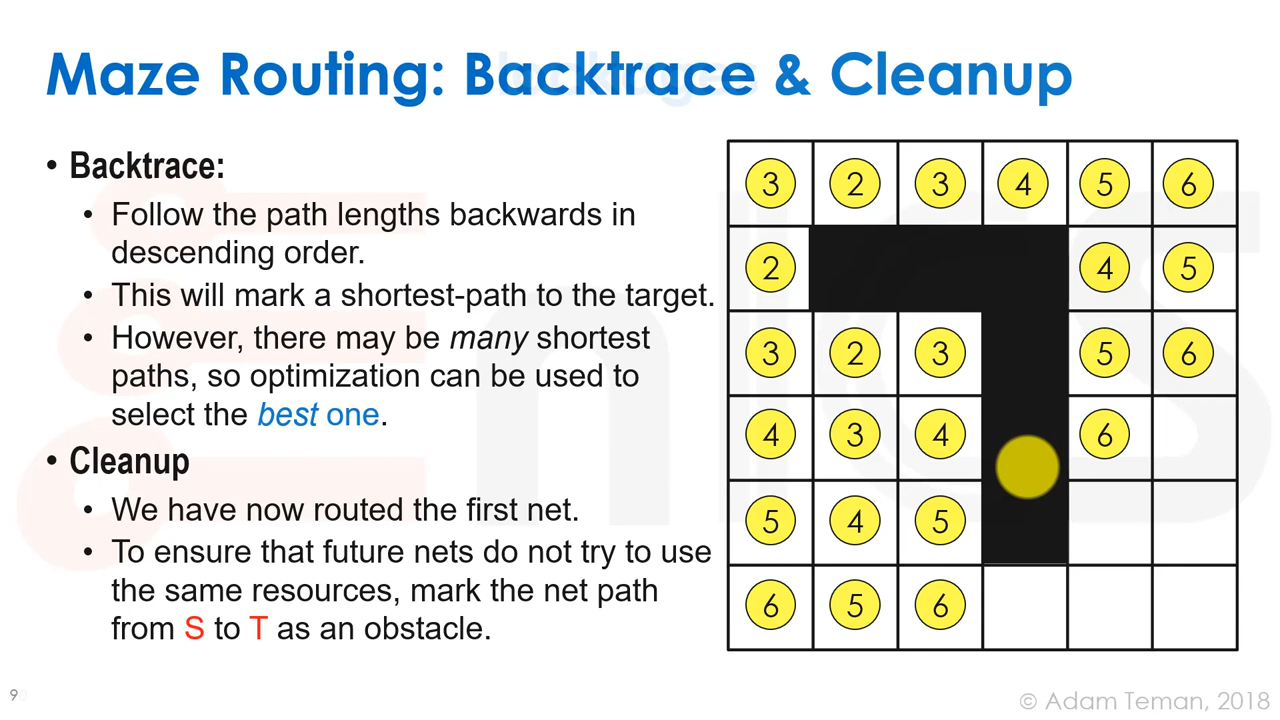 Maze Routing: Backtrace & Cleanup
• Backtrace:
• Follow the path lengths backwards in
descending order.
• This will mark a shortest-path to the target.
• However, there may be many shortest
paths, so optimization can be used to
select the best one.
• Cleanup
• We have now routed the first net.
• To ensure that future nets do not try to use
the same resources, mark the net path
from S to T as an obstacle.
3 2 3 4 5 6
2 4 5
3 2 3 5 6
4 3 4 6
5 4 5
6 5 6
9
© Adam Teman, 2018